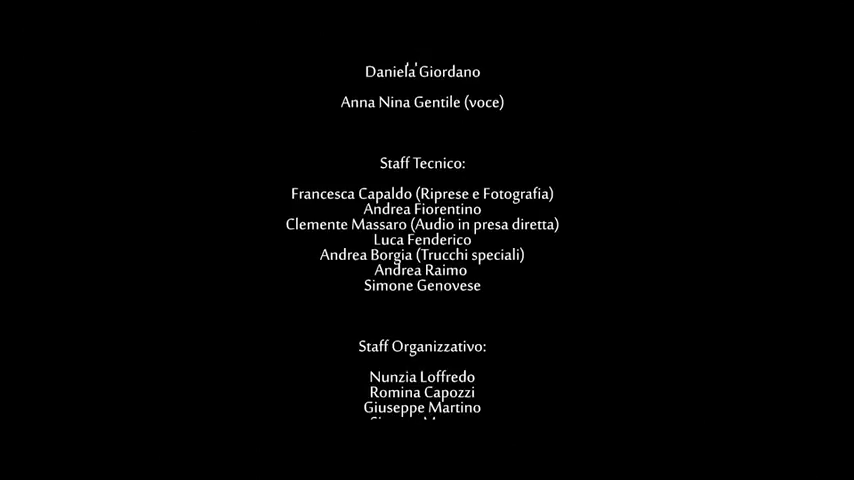 Daniela Giordano
Anna Nina Gentile (voce)
Staff Tecnico:
Francesca Capaldo (Riprese e Fotografia)
Andrea Fiorentino
Clemente Massaro (Audio in presa diretta)
Luca Fenderico
Andrea Borgia (Trucchi speciali)
Andrea Raimo
Simone Genovese
Staff Organizzativo:
Nunzia Loffredo
Romina Capozzi
Giuseppe Martino